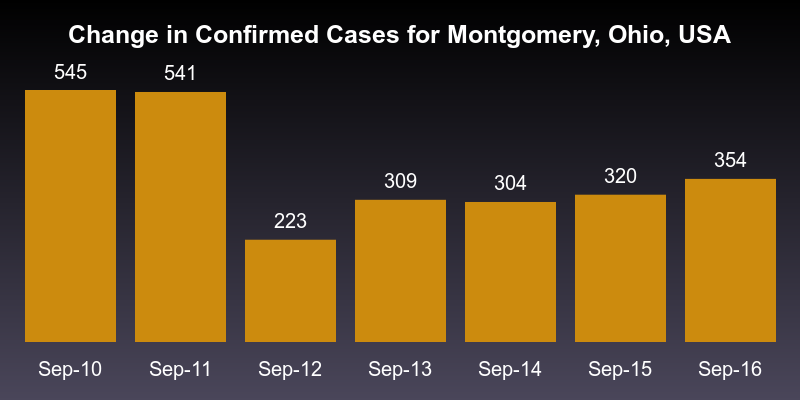 Change in Confirmed Cases for Montgomery, Ohio, USA
545 541 223 309 304 320 354
Sep-10 Sep-11 Sep-12 Sep-13 Sep-14 Sep-15 Sep-16